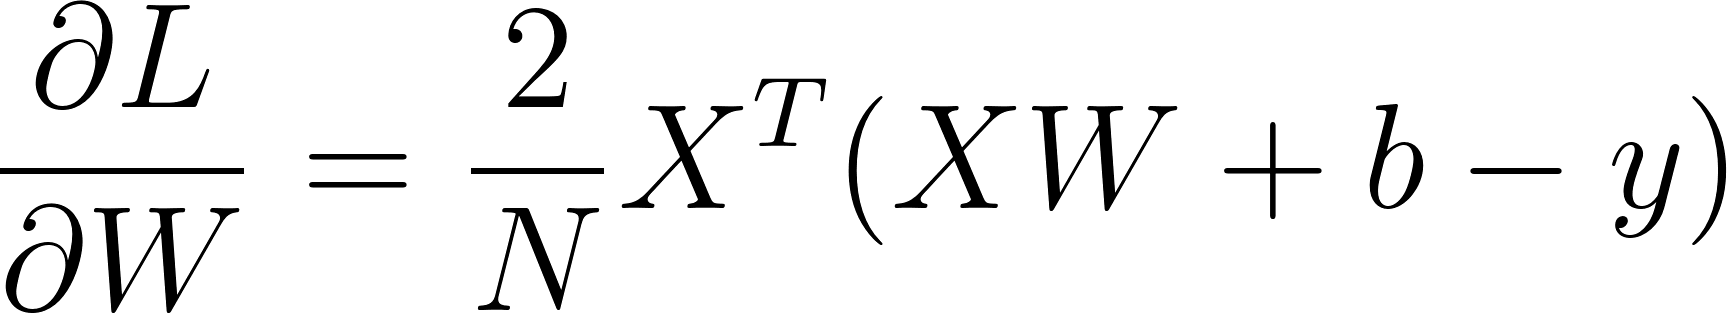 ∂L/∂W = 2/N X^T(XW + b − y)